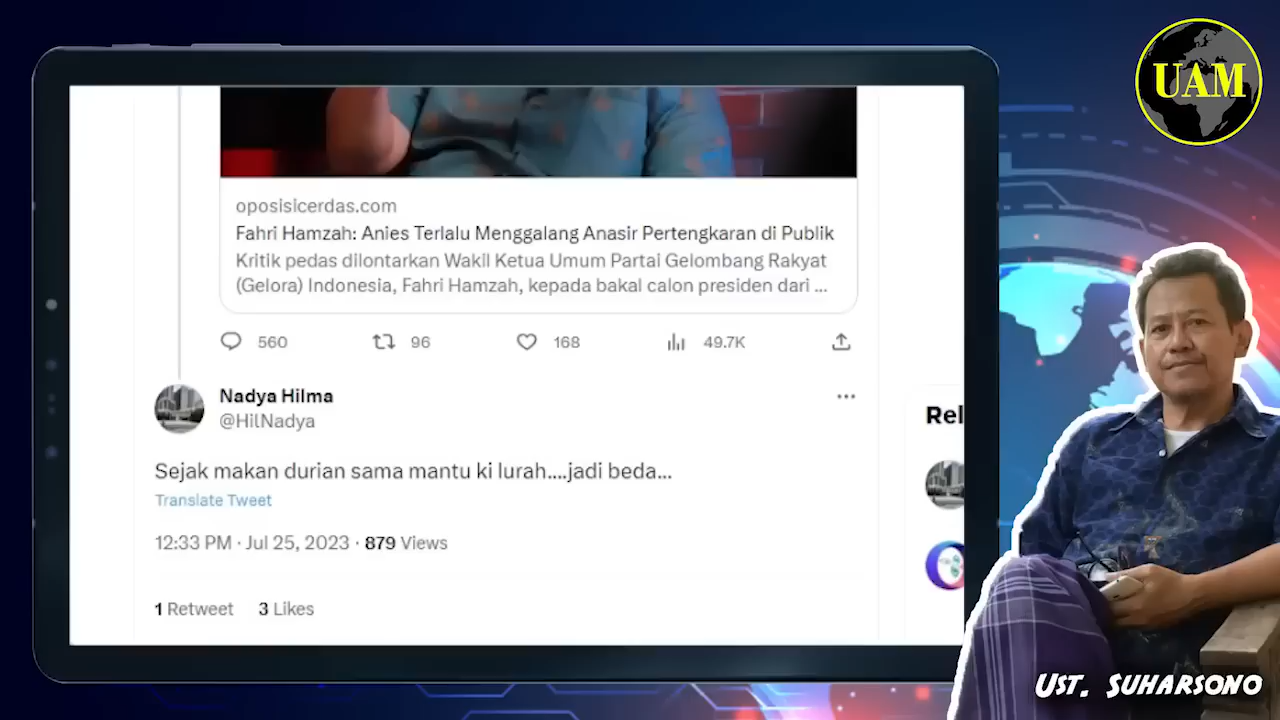 UAM
oposisicerdas.com
Fahri Hamzah: Anies Terlalu Menggalang Anasir Pertengkaran di Publik
Kritik pedas dilontarkan Wakil Ketua Umum Partai Gelombang Rakyat
(Gelora) Indonesia, Fahri Hamzah, kepada bakal calon presiden dari ...
560 96 168 49.7K
Nadya Hilma
@HilNadya
Sejak makan durian sama mantu ki lurah....jadi beda...
Translate Tweet
12:33 PM · Jul 25, 2023 · 879 Views
1 Retweet 3 Likes
Rel
Ust. Suharsono